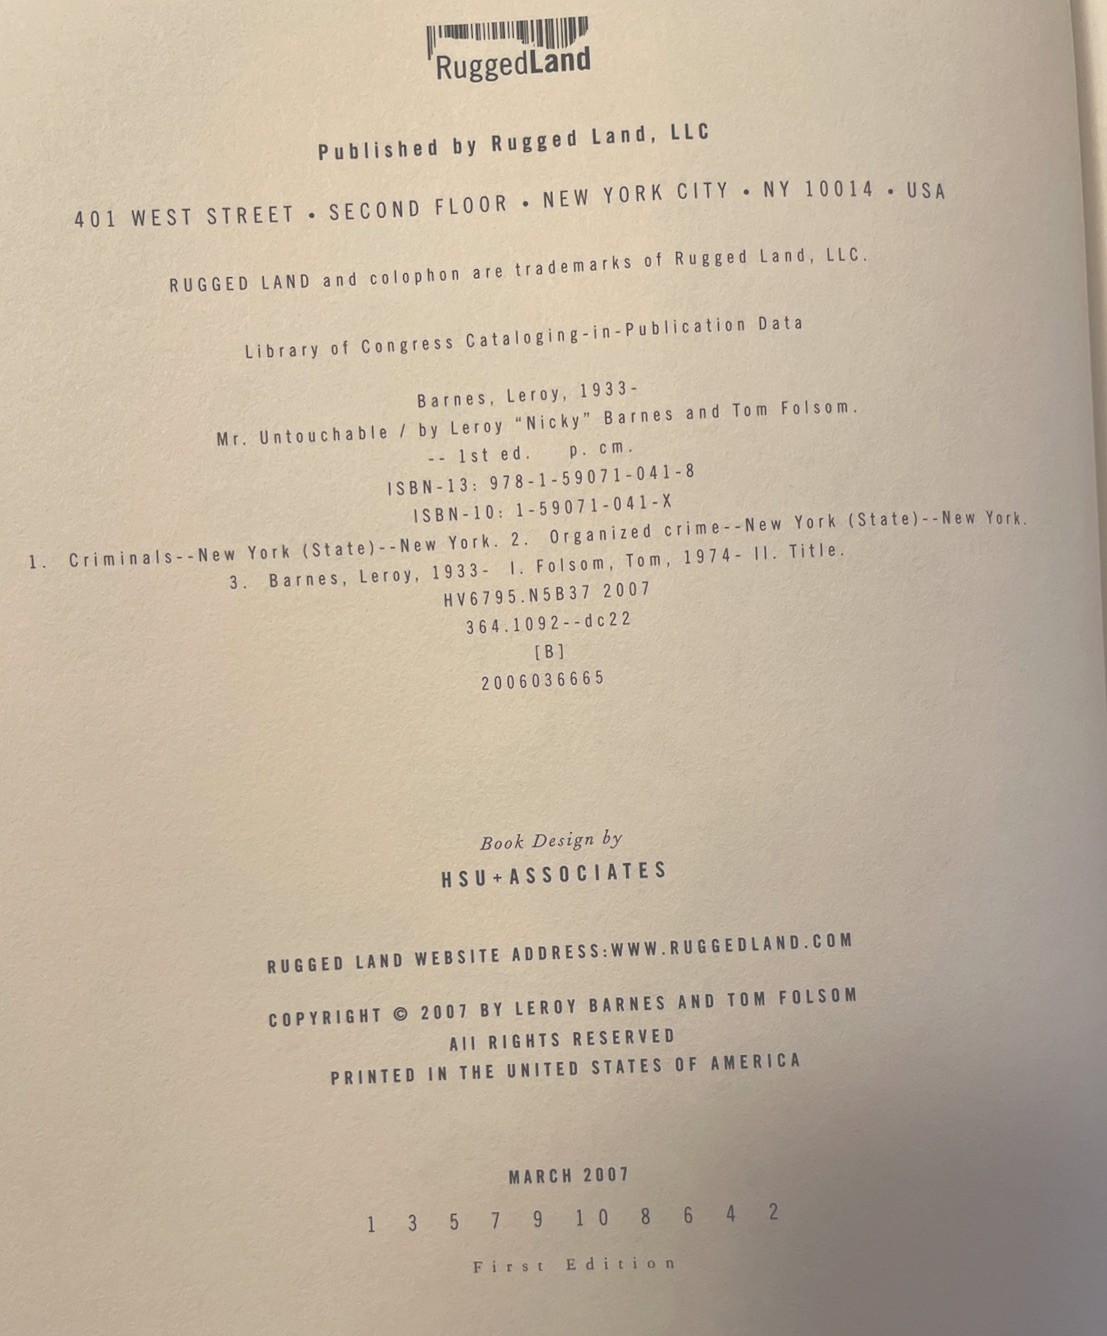 RuggedLand
Published by Rugged Land, LLC
401 WEST STREET • SECOND FLOOR • NEW YORK CITY • NY 10014 • USA
RUGGED LAND and colophon are trademarks of Rugged Land, LLC.
Library of Congress Cataloging-in-Publication Data
Barnes, Leroy, 1933-
Mr. Untouchable / by Leroy “Nicky” Barnes and Tom Folsom.
-- 1st ed. p. cm.
ISBN-13: 978-1-59071-041-8
ISBN-10: 1-59071-041-X
1. Criminals--New York (State)--New York. 2. Organized crime--New York (State)--New York.
3. Barnes, Leroy, 1933- I. Folsom, Tom, 1974- II. Title.
HV6795.N5B37 2007
364.1092--dc22
[B]
2006036665
Book Design by
HSU+ASSOCIATES
RUGGED LAND WEBSITE ADDRESS:WWW.RUGGEDLAND.COM
COPYRIGHT © 2007 BY LEROY BARNES AND TOM FOLSOM
All RIGHTS RESERVED
PRINTED IN THE UNITED STATES OF AMERICA
MARCH 2007
1 3 5 7 9 10 8 6 4 2
First Edition